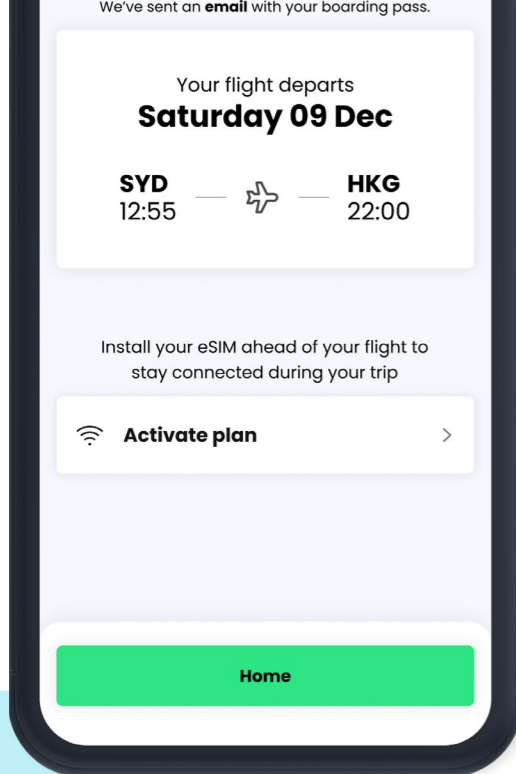 We've sent an email with your boarding pass.
Your flight departs
Saturday 09 Dec
SYD HKG
12:55 22:00
Install your eSIM ahead of your flight to
stay connected during your trip
Activate plan
Home